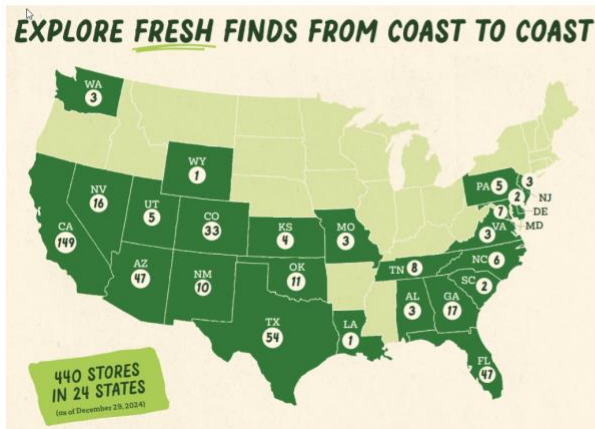 EXPLORE FRESH FINDS FROM COAST TO COAST
WA
3
WY
1
NV
16
UT
5
CO
33
CA
149
AZ
47
NM
10
KS
4
OK
11
TX
54
MO
3
LA
1
TN 8
AL
3
GA
17
FL
47
SC 2
NC 6
VA
3
PA 5
3
NJ
2
DE
7
MD
440 STORES
IN 24 STATES
(as of December 29, 2024)